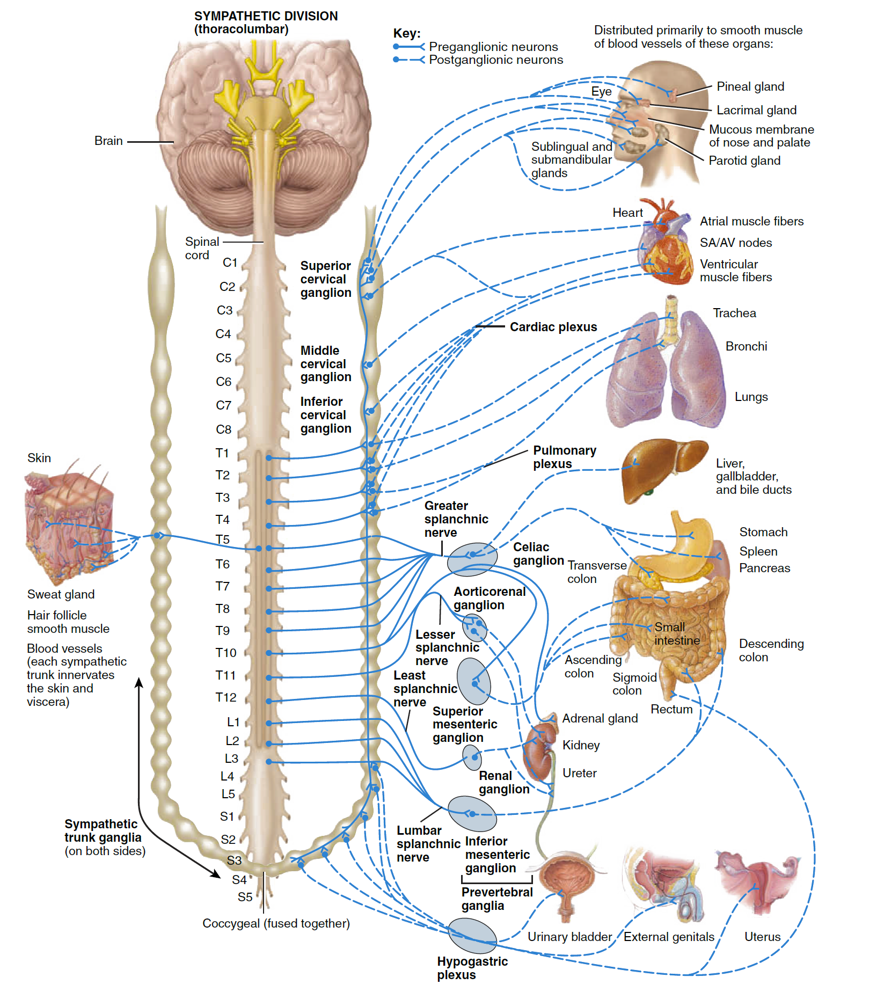 SYMPATHETIC DIVISION
(thoracolumbar)
Key:
Preganglionic neurons
Postganglionic neurons
Distributed primarily to smooth muscle
of blood vessels of these organs:
Eye
Pineal gland
Lacrimal gland
Mucous membrane
of nose and palate
Parotid gland
Sublingual and
submandibular
glands
Brain
Spinal
cord
C1
C2
C3
C4
C5
C6
C7
C8
T1
T2
T3
T4
T5
T6
T7
T8
T9
T10
T11
T12
L1
L2
L3
L4
L5
S1
S2
S3
S4
S5
Coccygeal (fused together)
Superior
cervical
ganglion
Middle
cervical
ganglion
Inferior
cervical
ganglion
Heart
Atrial muscle fibers
SA/AV nodes
Ventricular
muscle fibers
Cardiac plexus
Trachea
Bronchi
Lungs
Pulmonary
plexus
Skin
Sweat gland
Hair follicle
smooth muscle
Blood vessels
(each sympathetic
trunk innervates
the skin and
viscera)
Sympathetic
trunk ganglia
(on both sides)
Liver,
gallbladder,
and bile ducts
Greater
splanchnic
nerve
Celiac
ganglion
Stomach
Spleen
Pancreas
Transverse
colon
Aorticorenal
ganglion
Lesser
splanchnic
nerve
Small
intestine
Ascending
colon
Descending
colon
Sigmoid
colon
Rectum
Least
splanchnic
nerve
Superior
mesenteric
ganglion
Adrenal gland
Kidney
Ureter
Renal
ganglion
Lumbar
splanchnic
nerve
Inferior
mesenteric
ganglion
Prevertebral
ganglia
Urinary bladder
External genitals
Uterus
Hypogastric
plexus